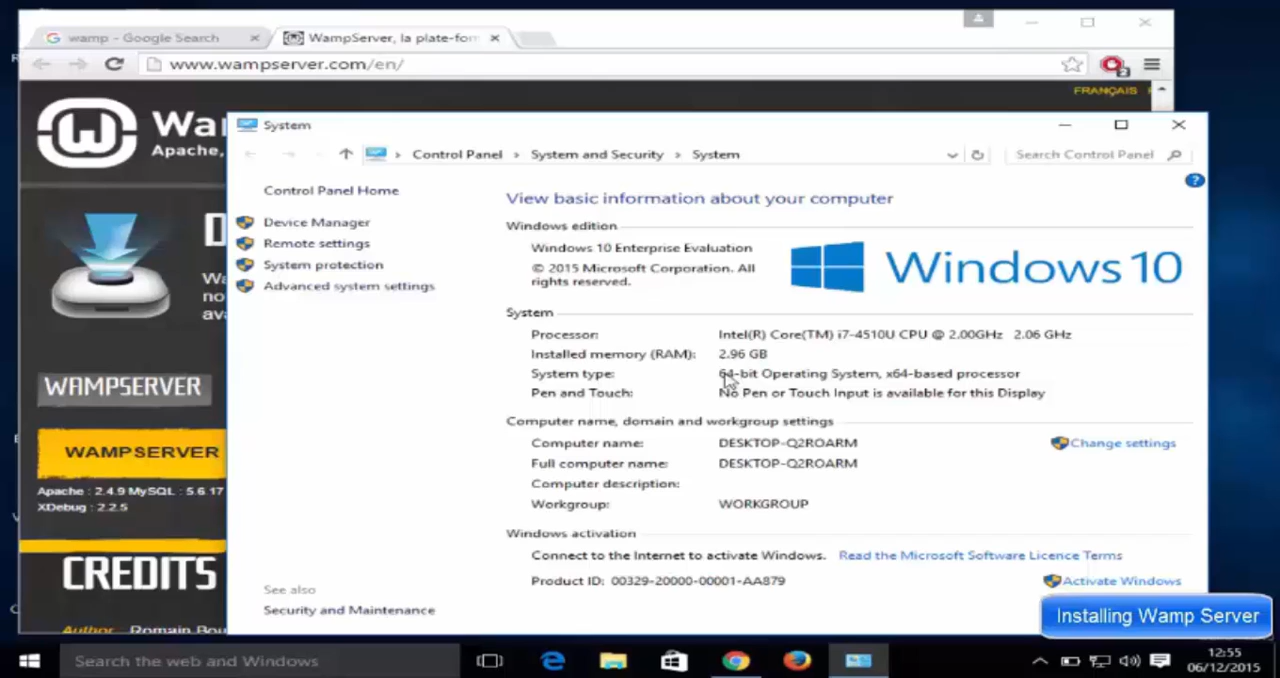 wamp - Google Search
WampServer, la plate-for
www.wampserver.com/en/
FRANÇAIS
Wa
Apache,
System
Control Panel > System and Security > System
Search Control Panel
Control Panel Home
Device Manager
Remote settings
System protection
Advanced system settings
View basic information about your computer
Windows edition
Windows 10 Enterprise Evaluation
© 2015 Microsoft Corporation. All
rights reserved.
Windows 10
System
Processor: Intel(R) Core(TM) i7-4510U CPU @ 2.00GHz 2.06 GHz
Installed memory (RAM): 2.96 GB
System type: 64-bit Operating System, x64-based processor
Pen and Touch: No Pen or Touch Input is available for this Display
Computer name, domain and workgroup settings
Computer name: DESKTOP-Q2ROARM
Change settings
Full computer name: DESKTOP-Q2ROARM
Computer description:
Workgroup: WORKGROUP
Windows activation
Connect to the Internet to activate Windows. Read the Microsoft Software Licence Terms
Product ID: 00329-20000-00001-AA879
Activate Windows
See also
Security and Maintenance
D
Wa
no
av
WAMPSERVER
WAMPSERVER
Apache : 2.4.9 MySQL : 5.6.17
XDebug : 2.2.5
CREDITS
Author Romain Bou
Installing Wamp Server
Search the web and Windows
12:55
06/12/2015